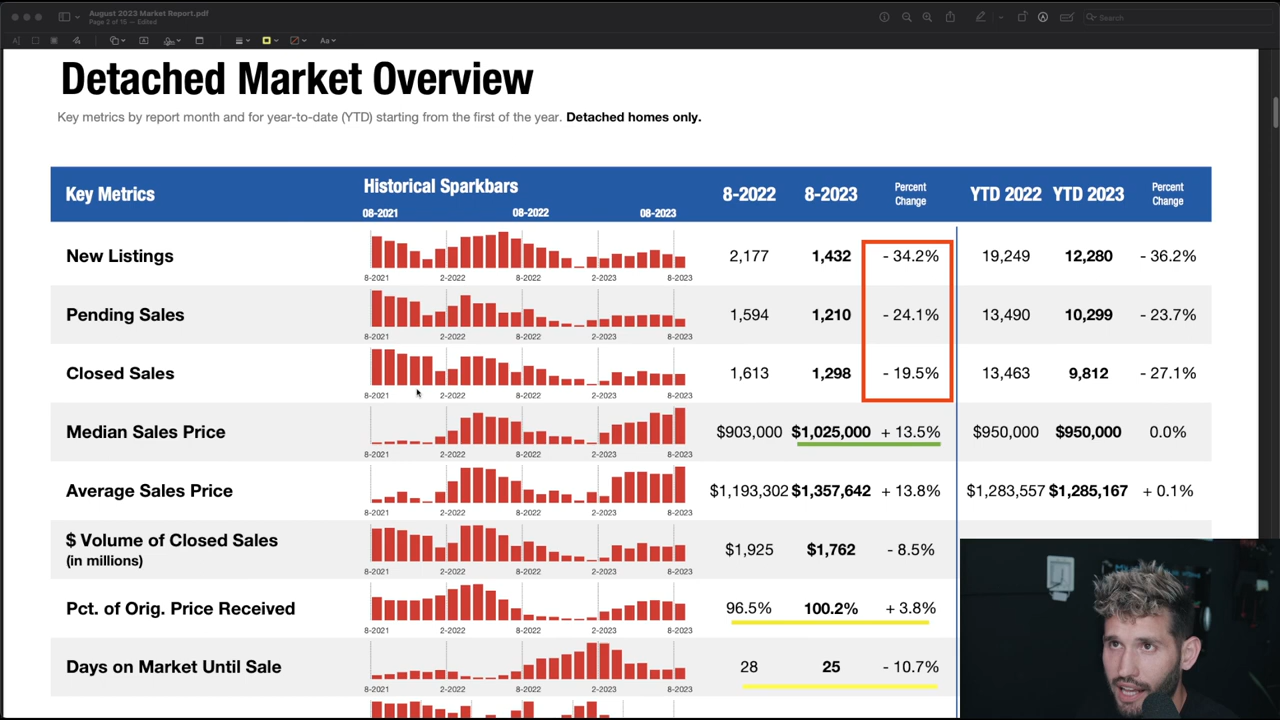 August 2023 Market Report.pdf
Page 2 of 15 – Edited
Search
Aa
Detached Market Overview
Key metrics by report month and for year-to-date (YTD) starting from the first of the year. Detached homes only.
Key Metrics
Historical Sparkbars
08-2021 08-2022 08-2023
8-2022 8-2023 Percent Change YTD 2022 YTD 2023 Percent Change
New Listings 2,177 1,432 - 34.2% 19,249 12,280 - 36.2%
8-2021 2-2022 8-2022 2-2023 8-2023
Pending Sales 1,594 1,210 - 24.1% 13,490 10,299 - 23.7%
8-2021 2-2022 8-2022 2-2023 8-2023
Closed Sales 1,613 1,298 - 19.5% 13,463 9,812 - 27.1%
8-2021 2-2022 8-2022 2-2023 8-2023
Median Sales Price $903,000 $1,025,000 + 13.5% $950,000 $950,000 0.0%
8-2021 2-2022 8-2022 2-2023 8-2023
Average Sales Price $1,193,302 $1,357,642 + 13.8% $1,283,557 $1,285,167 + 0.1%
8-2021 2-2022 8-2022 2-2023 8-2023
$ Volume of Closed Sales
(in millions) $1,925 $1,762 - 8.5%
8-2021 2-2022 8-2022 2-2023 8-2023
Pct. of Orig. Price Received 96.5% 100.2% + 3.8%
8-2021 2-2022 8-2022 2-2023 8-2023
Days on Market Until Sale 28 25 - 10.7%
8-2021 2-2022 8-2022 2-2023 8-2023